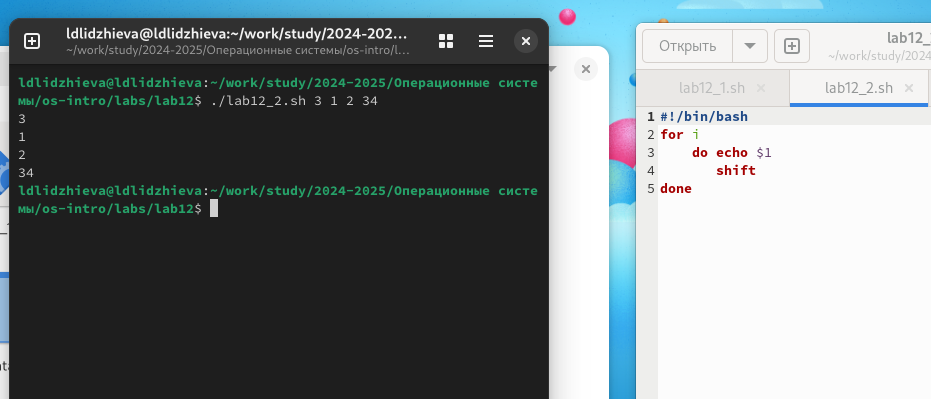 ldlidzhieva@ldlidzhieva:~/work/study/2024-202...
~/work/study/2024-2025/Операционные системы/os-intro/l...
ldlidzhieva@ldlidzhieva:~/work/study/2024-2025/Операционные систе
мы/os-intro/labs/lab12$ ./lab12_2.sh 3 1 2 34
3
1
2
34
ldlidzhieva@ldlidzhieva:~/work/study/2024-2025/Операционные систе
мы/os-intro/labs/lab12$
Открыть
lab12_
~/work/study/2024
lab12_1.sh
lab12_2.sh
1 #!/bin/bash
2 for i
3 do echo $1
4 shift
5 done